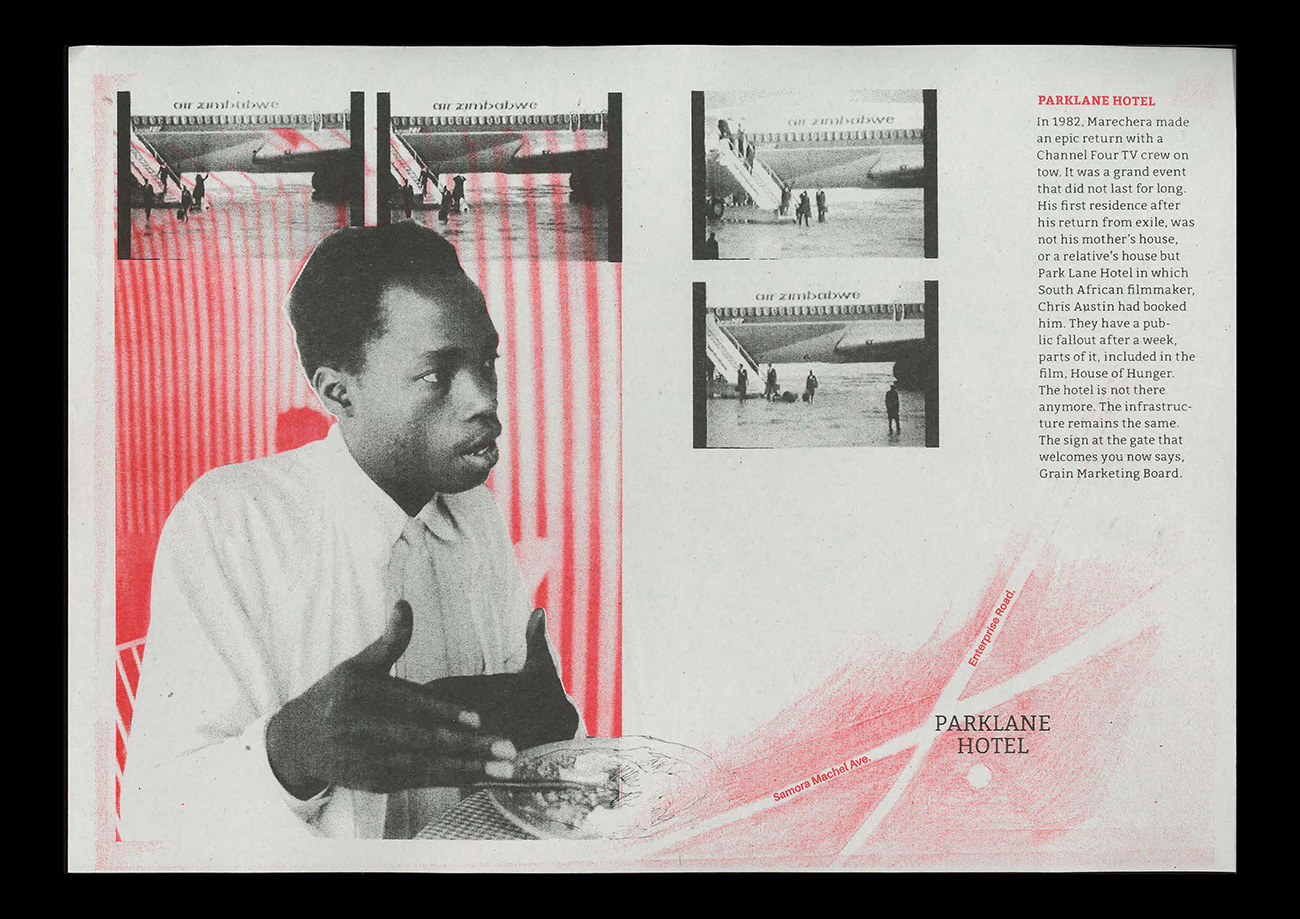 air zimbabwe
air zimbabwe
air zimbabwe
air zimbabwe
PARKLANE HOTEL
In 1982, Marechera made
an epic return with a
Channel Four TV crew on
tow. It was a grand event
that did not last for long.
His first residence after
his return from exile, was
not his mother's house,
or a relative's house but
Park Lane Hotel in which
South African filmmaker,
Chris Austin had booked
him. They have a pub-
lic fallout after a week,
parts of it, included in the
film, House of Hunger.
The hotel is not there
anymore. The infrastruc-
ture remains the same.
The sign at the gate that
welcomes you now says,
Grain Marketing Board.
Enterprise Road.
PARKLANE
HOTEL
Samora Machel Ave.